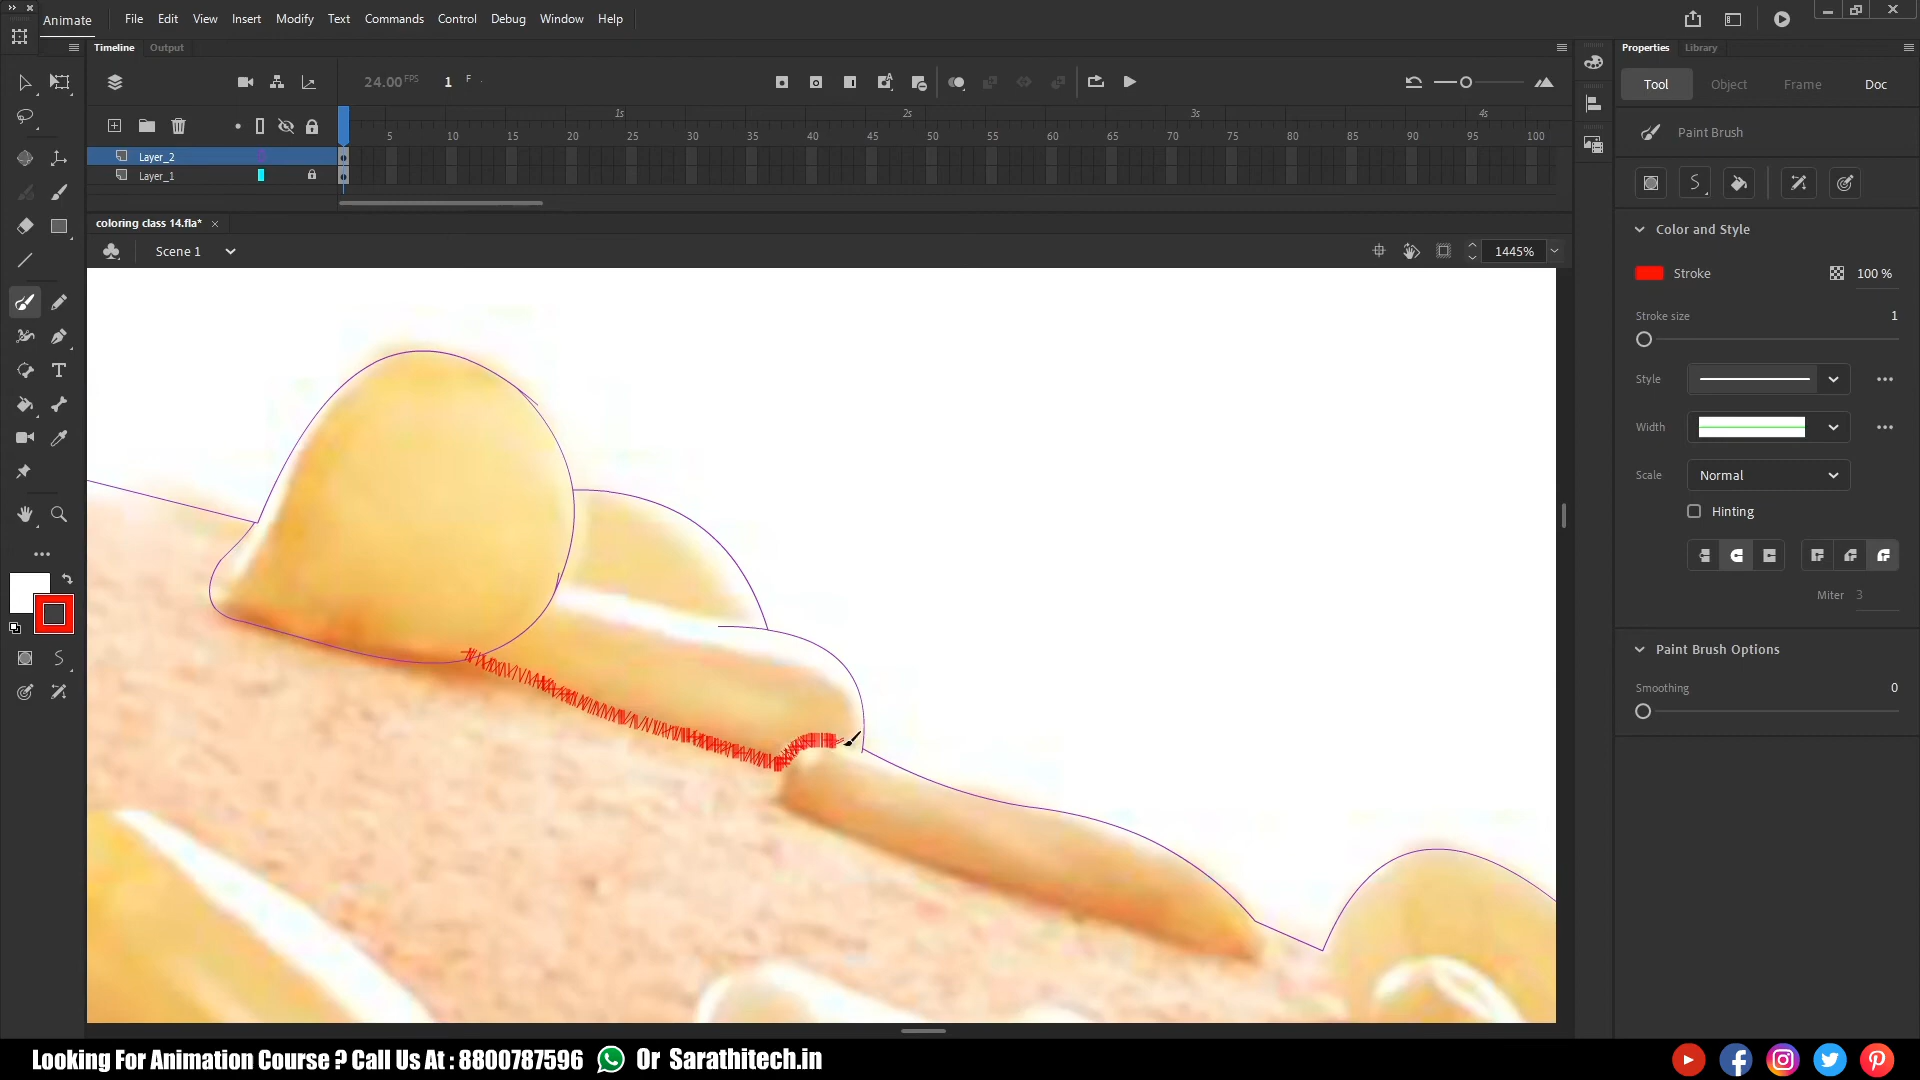 Animate File Edit View Insert Modify Text Commands Control Debug Window Help
Timeline Output
Properties Library
24.00 FPS 1 F
Tool Object Frame Doc
1s 2s 3s 4s
5 10 15 20 25 30 35 40 45 50 55 60 65 70 75 80 85 90 95 100
Paint Brush
Layer_2
Layer_1
coloring class 14.fla*
Scene 1
1445%
Color and Style
Stroke 100 %
Stroke size 1
Style
Width
Scale Normal
Hinting
Miter 3
Paint Brush Options
Smoothing 0
Looking For Animation Course ? Call Us At : 8800787596 Or Sarathitech.in